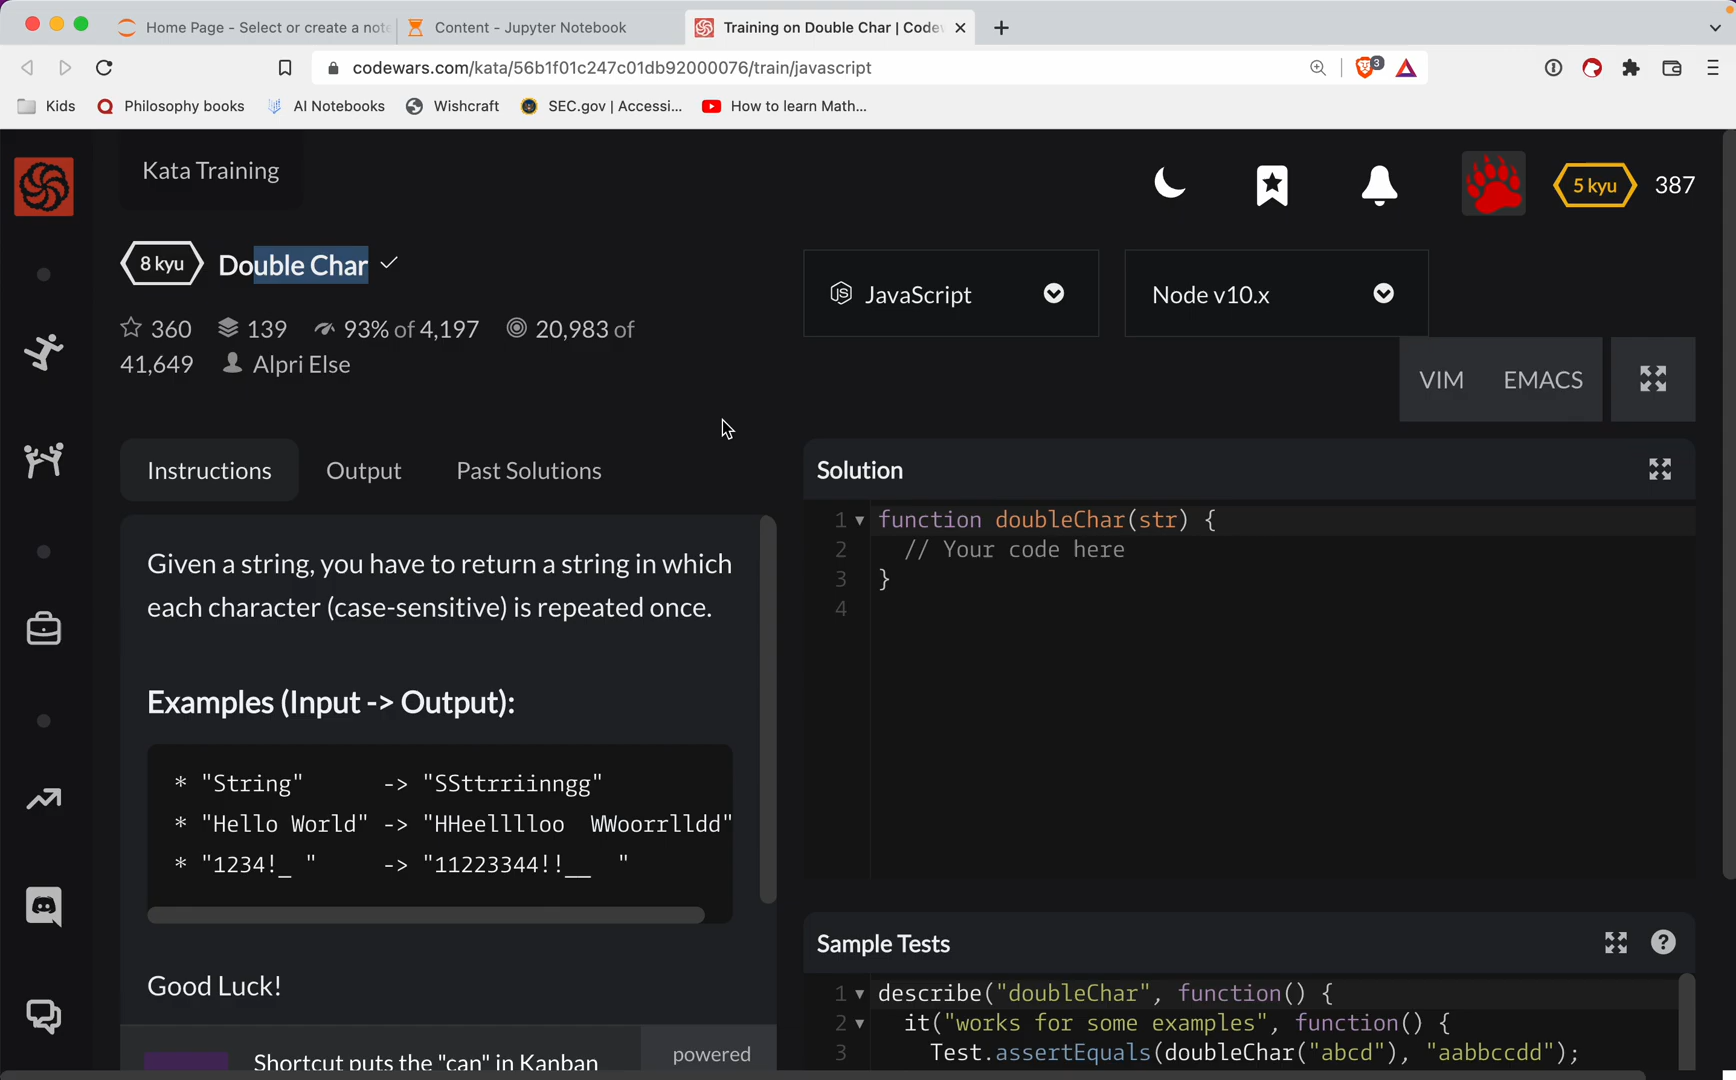 Home Page - Select or create a note
Content - Jupyter Notebook
Training on Double Char | Codew
codewars.com/kata/56b1f01c247c01db92000076/train/javascript
3
Kids
Philosophy books
AI Notebooks
Wishcraft
SEC.gov | Accessi...
How to learn Math...
Kata Training
5 kyu
387
8 kyu
Double Char
360
139
93% of 4,197
20,983 of
41,649
Alpri Else
JavaScript
Node v10.x
VIM
EMACS
Instructions
Output
Past Solutions
Given a string, you have to return a string in which
each character (case-sensitive) is repeated once.
Examples (Input -> Output):
* "String"      -> "SSttrriinngg"
* "Hello World" -> "HHeelllloo  WWoorrlldd"
* "1234!_ "     -> "11223344!!__  "
Good Luck!
Shortcut puts the "can" in Kanban
powered
Solution
1 function doubleChar(str) {
2   // Your code here
3 }
4
Sample Tests
1 describe("doubleChar", function() {
2   it("works for some examples", function() {
3     Test.assertEquals(doubleChar("abcd"), "aabbccdd");